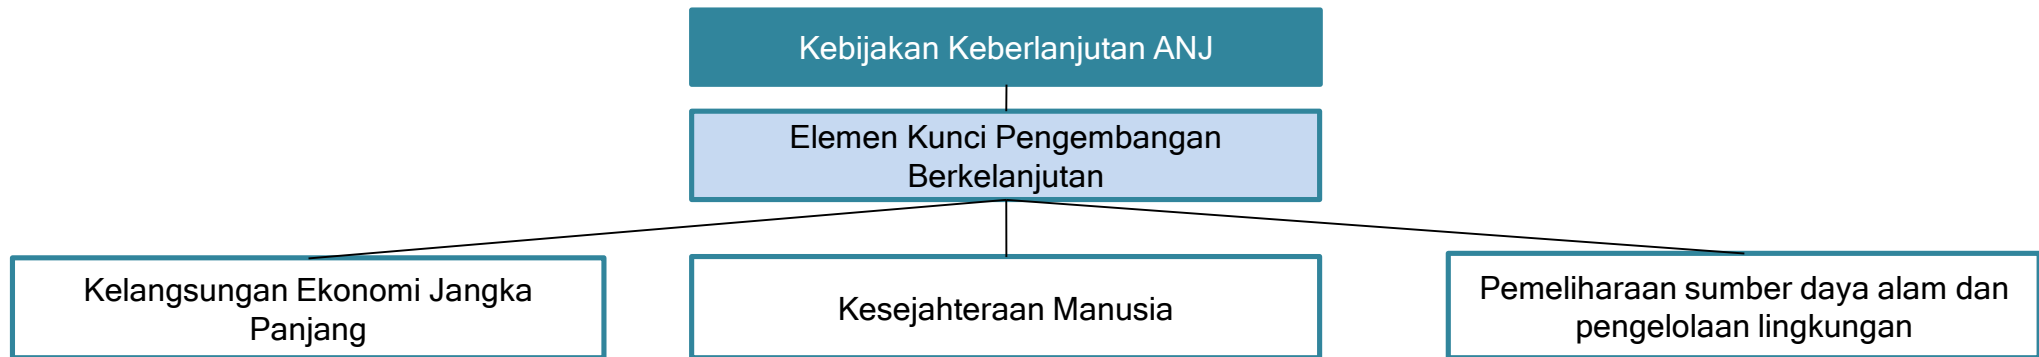 Kebijakan Keberlanjutan ANJ
Elemen Kunci Pengembangan
Berkelanjutan
Kelangsungan Ekonomi Jangka
Panjang
Kesejahteraan Manusia
Pemeliharaan sumber daya alam dan
pengelolaan lingkungan